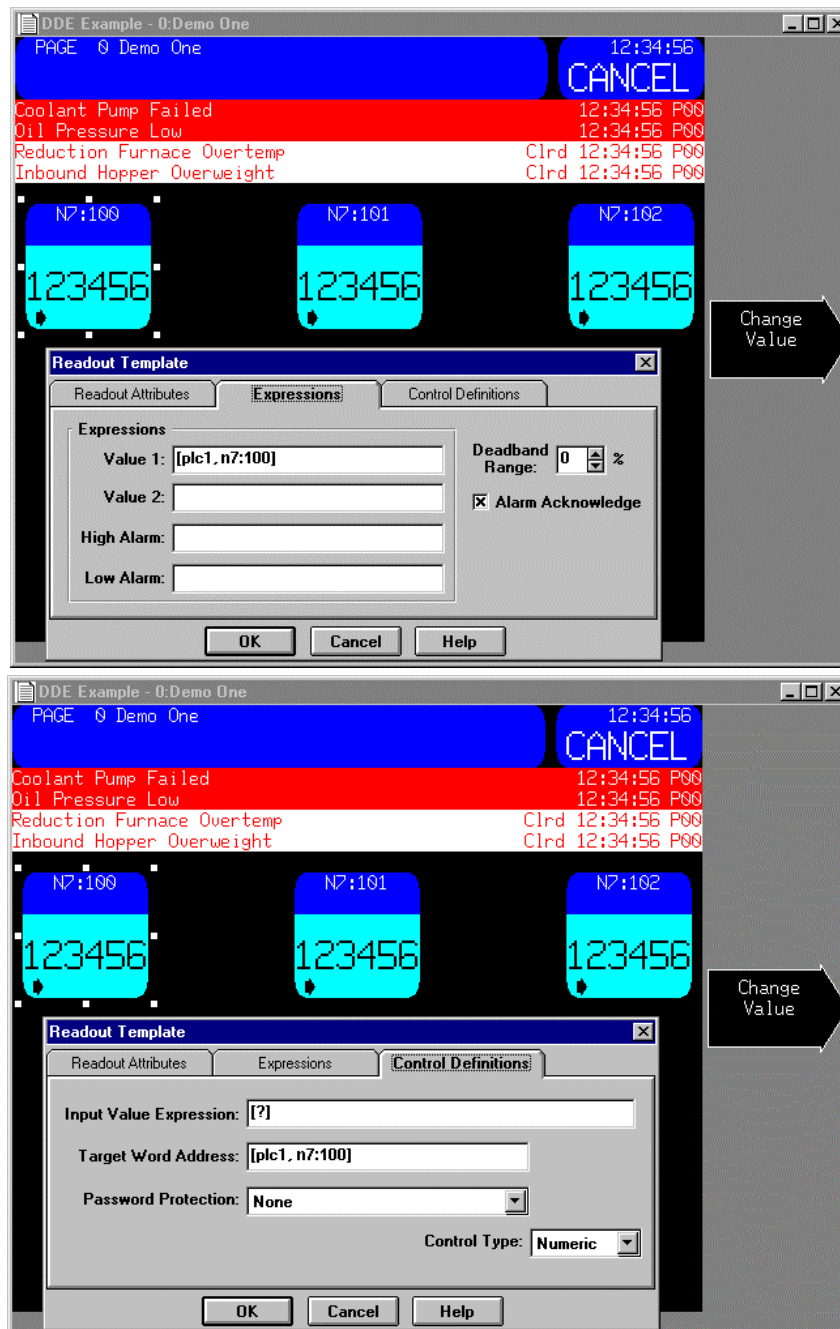 DDE Example - 0:Demo One
PAGE 0 Demo One 12:34:56
CANCEL
Coolant Pump Failed 12:34:56 P00
Oil Pressure Low 12:34:56 P00
Reduction Furnace Overtemp Clrd 12:34:56 P00
Inbound Hopper Overweight Clrd 12:34:56 P00
N7:100 N7:101 N7:102
123456 123456 123456
Change
Value
Readout Template
Readout Attributes Expressions Control Definitions
Expressions
Value 1: [plc1, n7:100]
Deadband
Range: 0 %
Value 2:
Alarm Acknowledge
High Alarm:
Low Alarm:
OK Cancel Help
DDE Example - 0:Demo One
PAGE 0 Demo One 12:34:56
CANCEL
Coolant Pump Failed 12:34:56 P00
Oil Pressure Low 12:34:56 P00
Reduction Furnace Overtemp Clrd 12:34:56 P00
Inbound Hopper Overweight Clrd 12:34:56 P00
N7:100 N7:101 N7:102
123456 123456 123456
Change
Value
Readout Template
Readout Attributes Expressions Control Definitions
Input Value Expression: [?]
Target Word Address: [plc1, n7:100]
Password Protection: None
Control Type: Numeric
OK Cancel Help